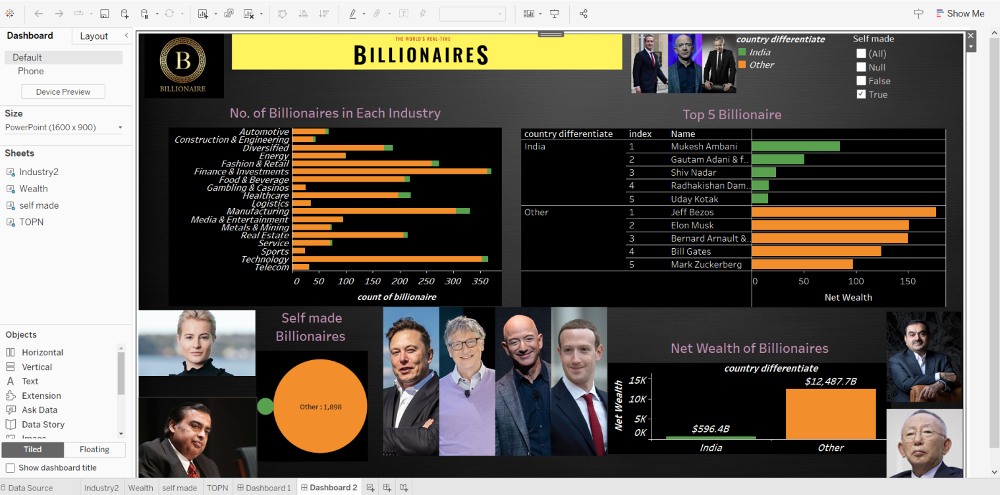 Show Me
Dashboard
Layout
Default
Phone
Device Preview
Size
PowerPoint (1600 x 900)
Sheets
Industry2
Wealth
self made
TOPN
Objects
Horizontal
Vertical
Text
Extension
Ask Data
Data Story
Image
Tiled
Floating
Show dashboard title
B
BILLIONAIRE
THE WORLD'S REAL-TIME
BILLIONAIRES
country differentiate
India
Other
Self made
(All)
Null
False
True
No. of Billionaires in Each Industry
Automotive
Construction & Engineering
Diversified
Energy
Fashion & Retail
Finance & Investments
Food & Beverage
Gambling & Casinos
Healthcare
Logistics
Manufacturing
Media & Entertainment
Metals & Mining
Real Estate
Service
Sports
Technology
Telecom
0 50 100 150 200 250 300 350
count of billionaire
Top 5 Billionaire
country differentiate index Name
India 1 Mukesh Ambani
2 Gautam Adani & f..
3 Shiv Nadar
4 Radhakishan Dam..
5 Uday Kotak
Other 1 Jeff Bezos
2 Elon Musk
3 Bernard Arnault &..
4 Bill Gates
5 Mark Zuckerberg
0 50 100 150
Net Wealth
Self made
Billionaires
Other : 1,898
Net Wealth of Billionaires
country differentiate
Net Wealth
15K
10K
5K
0K
$596.4B
$12,487.7B
India
Other
Data Source
Industry2
Wealth
self made
TOPN
Dashboard 1
Dashboard 2